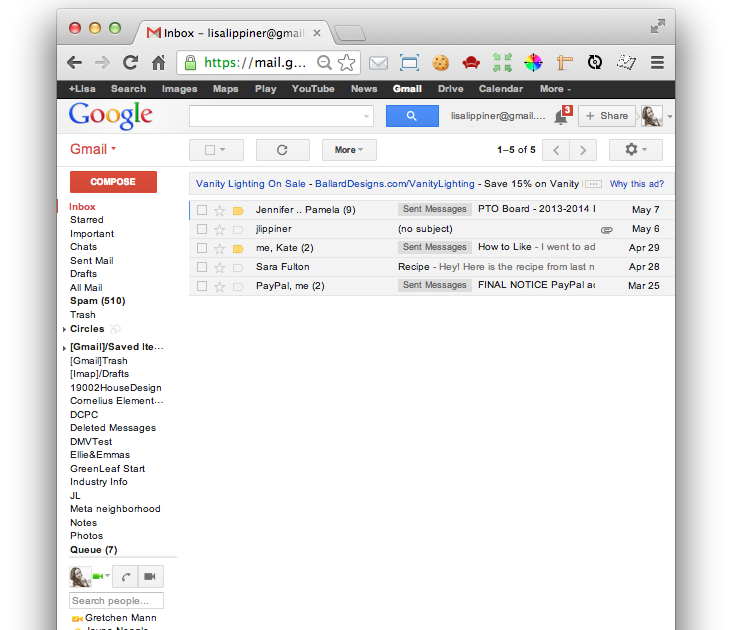 Inbox – lisalippiner@gmail
https://mail.g...
+Lisa Search Images Maps Play YouTube News Gmail Drive Calendar More
Google
lisalippiner@gmail.... 3 + Share
Gmail
More
1–5 of 5
COMPOSE
Vanity Lighting On Sale - BallardDesigns.com/VanityLighting - Save 15% on Vanity Why this ad?
Inbox
Starred
Important
Chats
Sent Mail
Drafts
All Mail
Spam (510)
Trash
Circles
[Gmail]/Saved Ite...
[Gmail]Trash
[Imap]/Drafts
19002HouseDesign
Cornelius Element...
DCPC
Deleted Messages
DMVTest
Ellie&Emmas
GreenLeaf Start
Industry Info
JL
Meta neighborhood
Notes
Photos
Queue (7)
Jennifer .. Pamela (9) Sent Messages PTO Board - 2013-2014 May 7
jlippiner (no subject) May 6
me, Kate (2) Sent Messages How to Like - I went to ad Apr 29
Sara Fulton Recipe - Hey! Here is the recipe from last n Apr 28
PayPal, me (2) Sent Messages FINAL NOTICE PayPal Mar 25
Search people...
Gretchen Mann